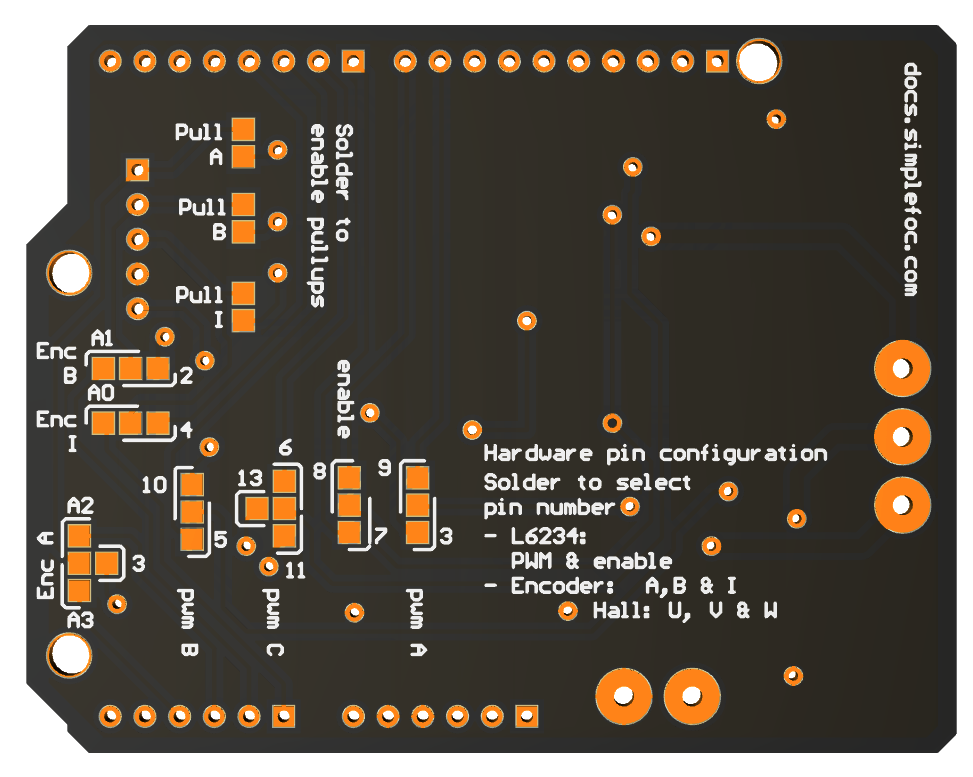 docs.simplefoc.com
Pull
A
Solder to
enable pullups
Pull
B
Pull
I
A1
Enc
B
2
A0
Enc
I
4
enable
6
10
13
8
9
Hardware pin configuration
Solder to select
pin number
- L6234:
PWM & enable
- Encoder: A,B & I
Hall: U, V & W
A2
Enc A
3
A3
5
11
7
3
pwm B
pwm C
pwm A